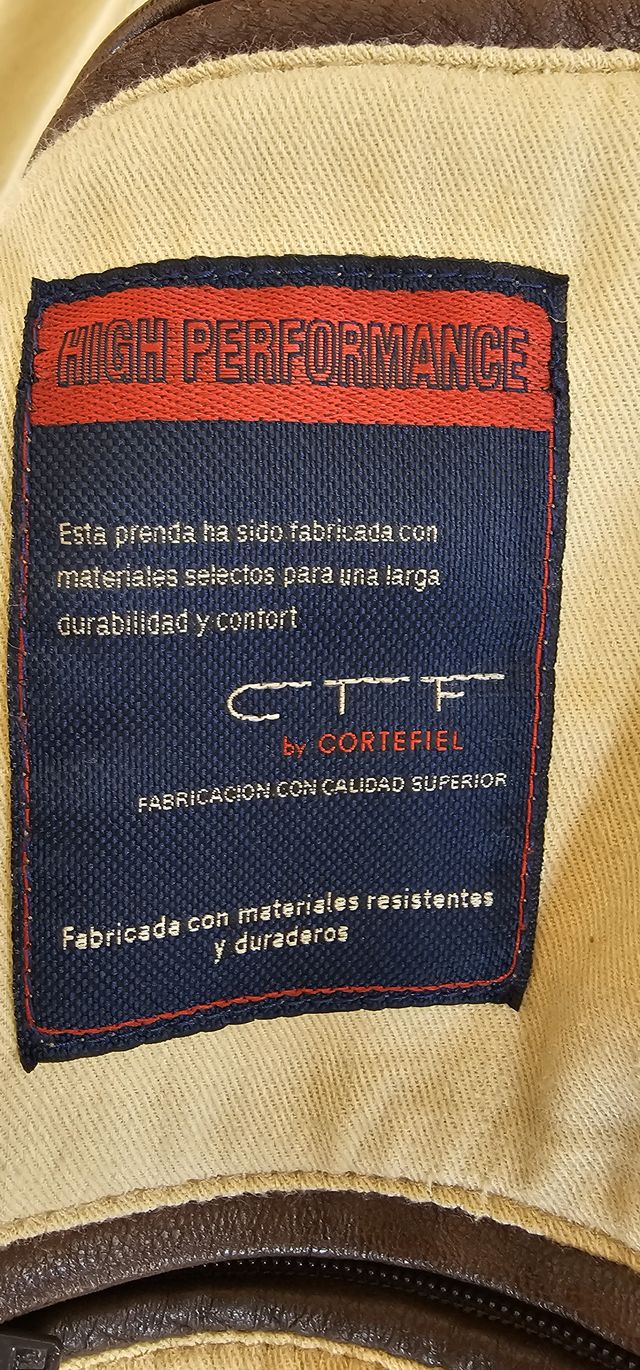 HIGH PERFORMANCE
Esta prenda ha sido fabricada con
materiales selectos para una larga
durabilidad y confort
CTF
by CORTEFIEL
FABRICACION CON CALIDAD SUPERIOR
Fabricada con materiales resistentes
y duraderos